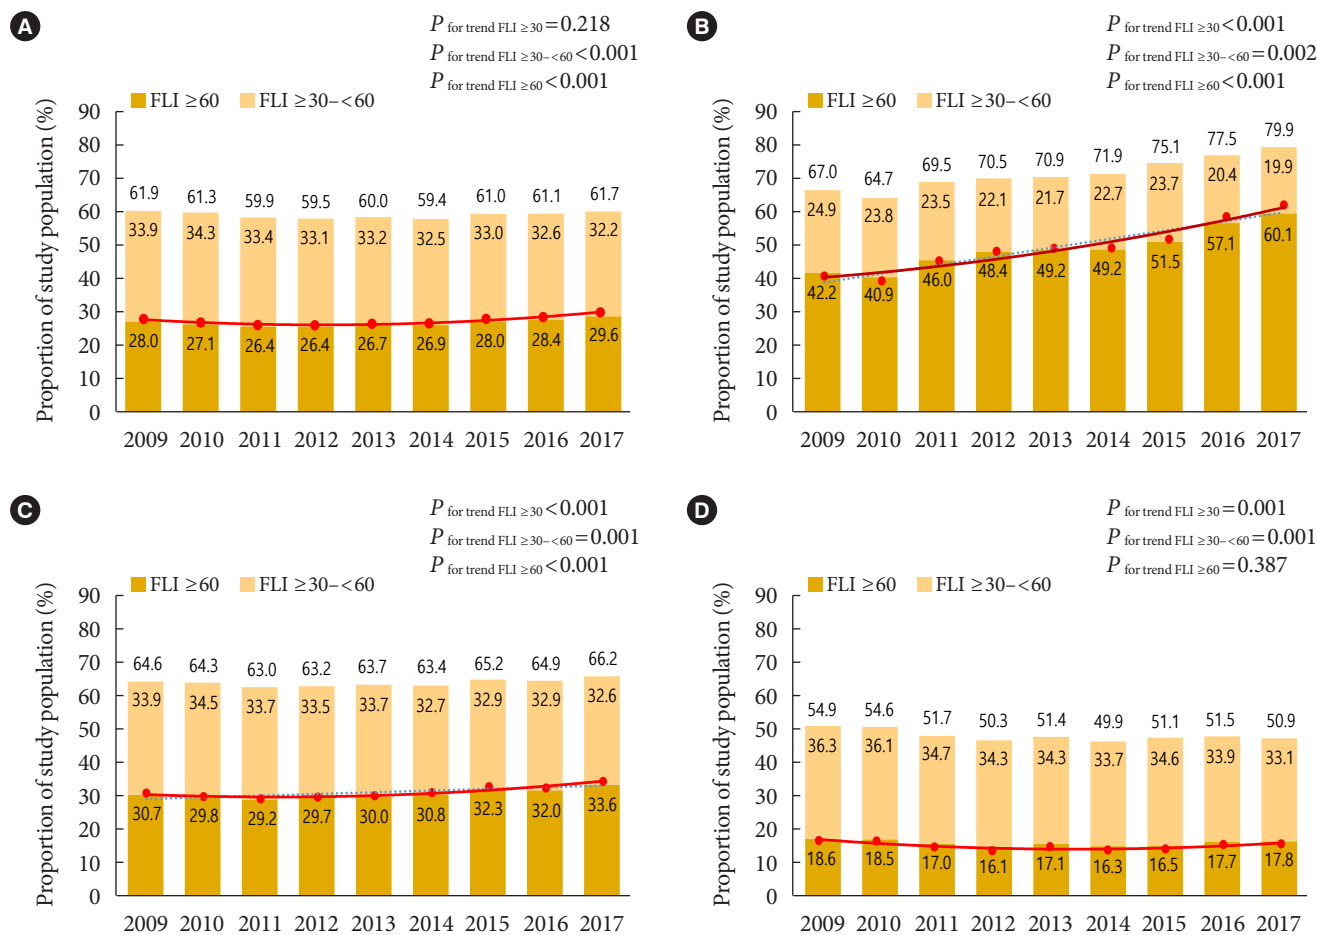 A
P for trend FLI ≥30=0.218
P for trend FLI ≥30–<60<0.001
P for trend FLI ≥60<0.001
FLI ≥60 FLI ≥30–<60
Proportion of study population (%)
90
80
70
60
50
40
30
20
10
0
61.9 61.3 59.9 59.5 60.0 59.4 61.0 61.1 61.7
33.9 34.3 33.4 33.1 33.2 32.5 33.0 32.6 32.2
28.0 27.1 26.4 26.4 26.7 26.9 28.0 28.4 29.6
2009 2010 2011 2012 2013 2014 2015 2016 2017
B
P for trend FLI ≥30<0.001
P for trend FLI ≥30–<60=0.002
P for trend FLI ≥60<0.001
FLI ≥60 FLI ≥30–<60
Proportion of study population (%)
90
80
70
60
50
40
30
20
10
0
67.0 64.7 69.5 70.5 70.9 71.9 75.1 77.5 79.9
24.9 23.8 23.5 22.1 21.7 22.7 23.7 20.4 19.9
42.2 40.9 46.0 48.4 49.2 49.2 51.5 57.1 60.1
2009 2010 2011 2012 2013 2014 2015 2016 2017
C
P for trend FLI ≥30<0.001
P for trend FLI ≥30–<60=0.001
P for trend FLI ≥60<0.001
FLI ≥60 FLI ≥30–<60
Proportion of study population (%)
90
80
70
60
50
40
30
20
10
0
64.6 64.3 63.0 63.2 63.7 63.4 65.2 64.9 66.2
33.9 34.5 33.7 33.5 33.7 32.7 32.9 32.9 32.6
30.7 29.8 29.2 29.7 30.0 30.8 32.3 32.0 33.6
2009 2010 2011 2012 2013 2014 2015 2016 2017
D
P for trend FLI ≥30=0.001
P for trend FLI ≥30–<60=0.001
P for trend FLI ≥60=0.387
FLI ≥60 FLI ≥30–<60
Proportion of study population (%)
90
80
70
60
50
40
30
20
10
0
54.9 54.6 51.7 50.3 51.4 49.9 51.1 51.5 50.9
36.3 36.1 34.7 34.3 34.3 33.7 34.6 33.9 33.1
18.6 18.5 17.0 16.1 17.1 16.3 16.5 17.7 17.8
2009 2010 2011 2012 2013 2014 2015 2016 2017